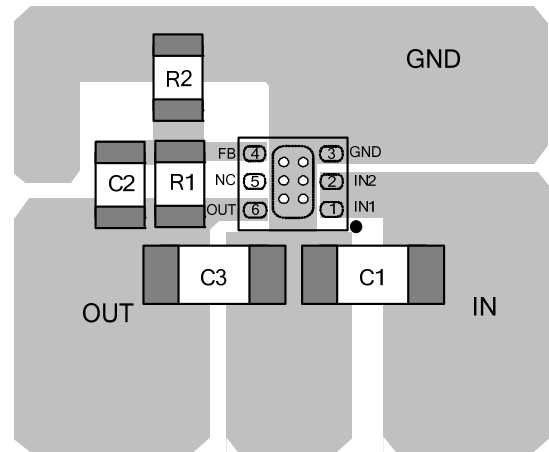 GND
R2
FB 4 3 GND
C2 R1 NC 5 2 IN2
OUT 6 1 IN1
C3 C1
OUT IN